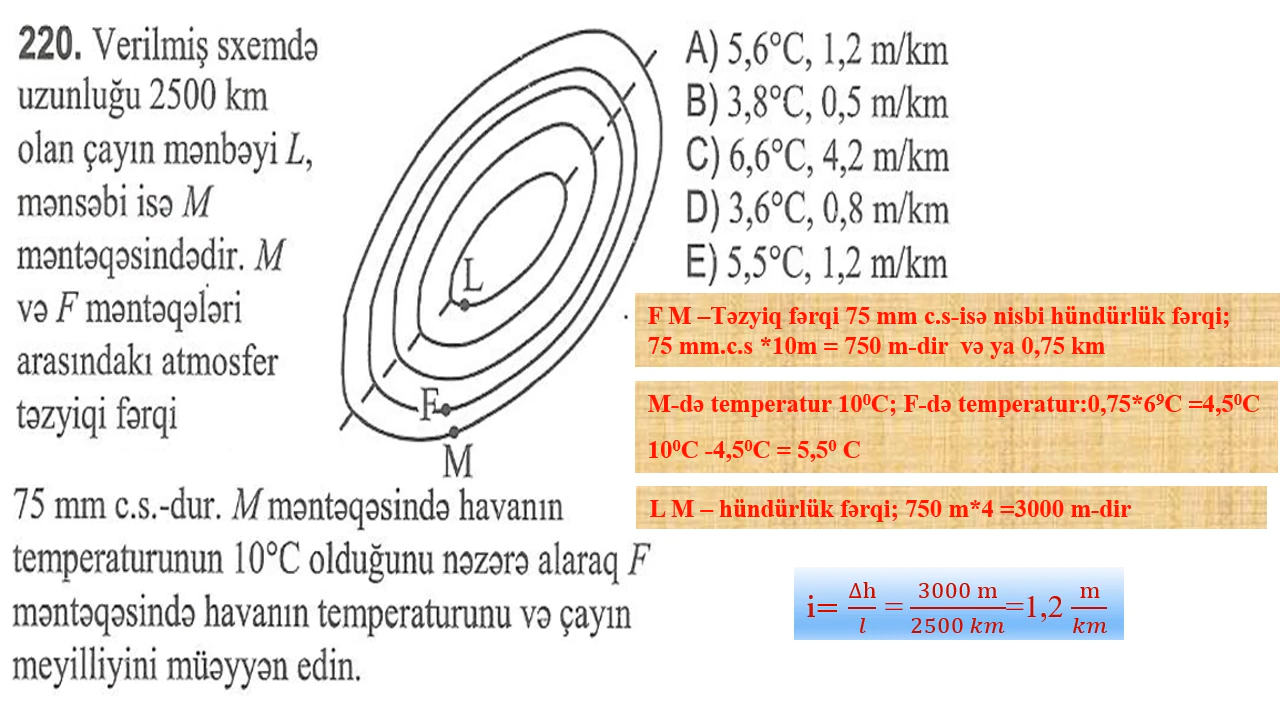 220. Verilmiş sxemdə
uzunluğu 2500 km
olan çayın mənbəyi L,
mənsəbi isə M
məntəqəsindədir. M
və F məntəqələri
arasındakı atmosfer
təzyiqi fərqi
75 mm c.s.-dur. M məntəqəsində havanın
temperaturunun 10°C olduğunu nəzərə alaraq F
məntəqəsində havanın temperaturunu və çayın
meyilliyini müəyyən edin.
L
F
M
A) 5,6°C, 1,2 m/km
B) 3,8°C, 0,5 m/km
C) 6,6°C, 4,2 m/km
D) 3,6°C, 0,8 m/km
E) 5,5°C, 1,2 m/km
F M –Təzyiq fərqi 75 mm c.s-isə nisbi hündürlük fərqi;
75 mm.c.s *10m = 750 m-dir və ya 0,75 km
M-də temperatur 10⁰C; F-də temperatur:0,75*6⁹C =4,5⁰C
10⁰C -4,5⁰C = 5,5⁰ C
L M – hündürlük fərqi; 750 m*4 =3000 m-dir
i= Δh/l = 3000 m/2500 km =1,2 m/km